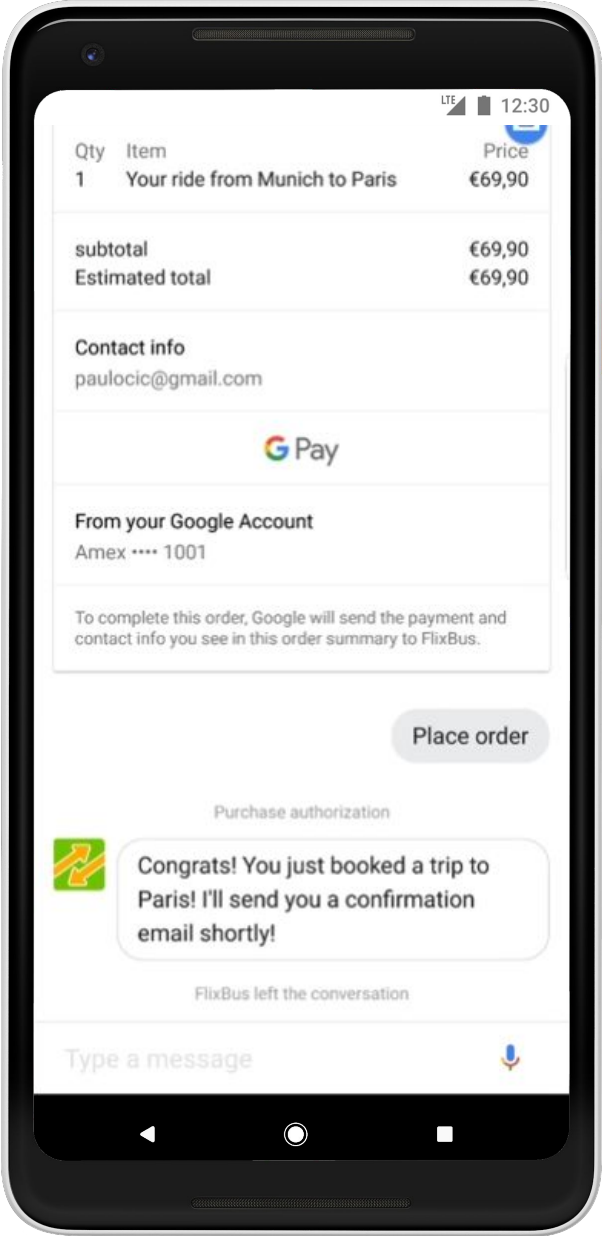 LTE 12:30
Qty Item Price
1 Your ride from Munich to Paris €69,90
subtotal €69,90
Estimated total €69,90
Contact info
paulocic@gmail.com
G Pay
From your Google Account
Amex •••• 1001
To complete this order, Google will send the payment and
contact info you see in this order summary to FlixBus.
Place order
Purchase authorization
Congrats! You just booked a trip to
Paris! I'll send you a confirmation
email shortly!
FlixBus left the conversation
Type a message